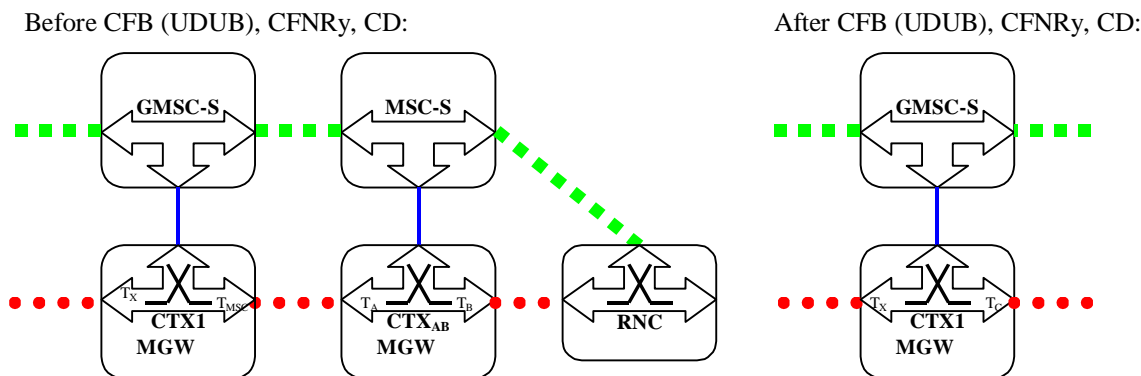 Before CFB (UDUB), CFNRy, CD:
After CFB (UDUB), CFNRy, CD:
GMSC-S
MSC-S
GMSC-S
TX
TMSC
TA
TB
TX
TG
CTX1
CTXAB
RNC
CTX1
MGW
MGW
MGW